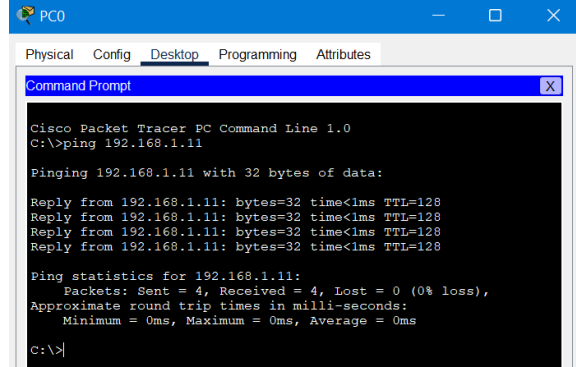 PC0
Physical Config Desktop Programming Attributes
Command Prompt
X
Cisco Packet Tracer PC Command Line 1.0
C:\>ping 192.168.1.11
Pinging 192.168.1.11 with 32 bytes of data:
Reply from 192.168.1.11: bytes=32 time<1ms TTL=128
Reply from 192.168.1.11: bytes=32 time<1ms TTL=128
Reply from 192.168.1.11: bytes=32 time<1ms TTL=128
Reply from 192.168.1.11: bytes=32 time<1ms TTL=128
Ping statistics for 192.168.1.11:
    Packets: Sent = 4, Received = 4, Lost = 0 (0% loss),
Approximate round trip times in milli-seconds:
    Minimum = 0ms, Maximum = 0ms, Average = 0ms
C:\>